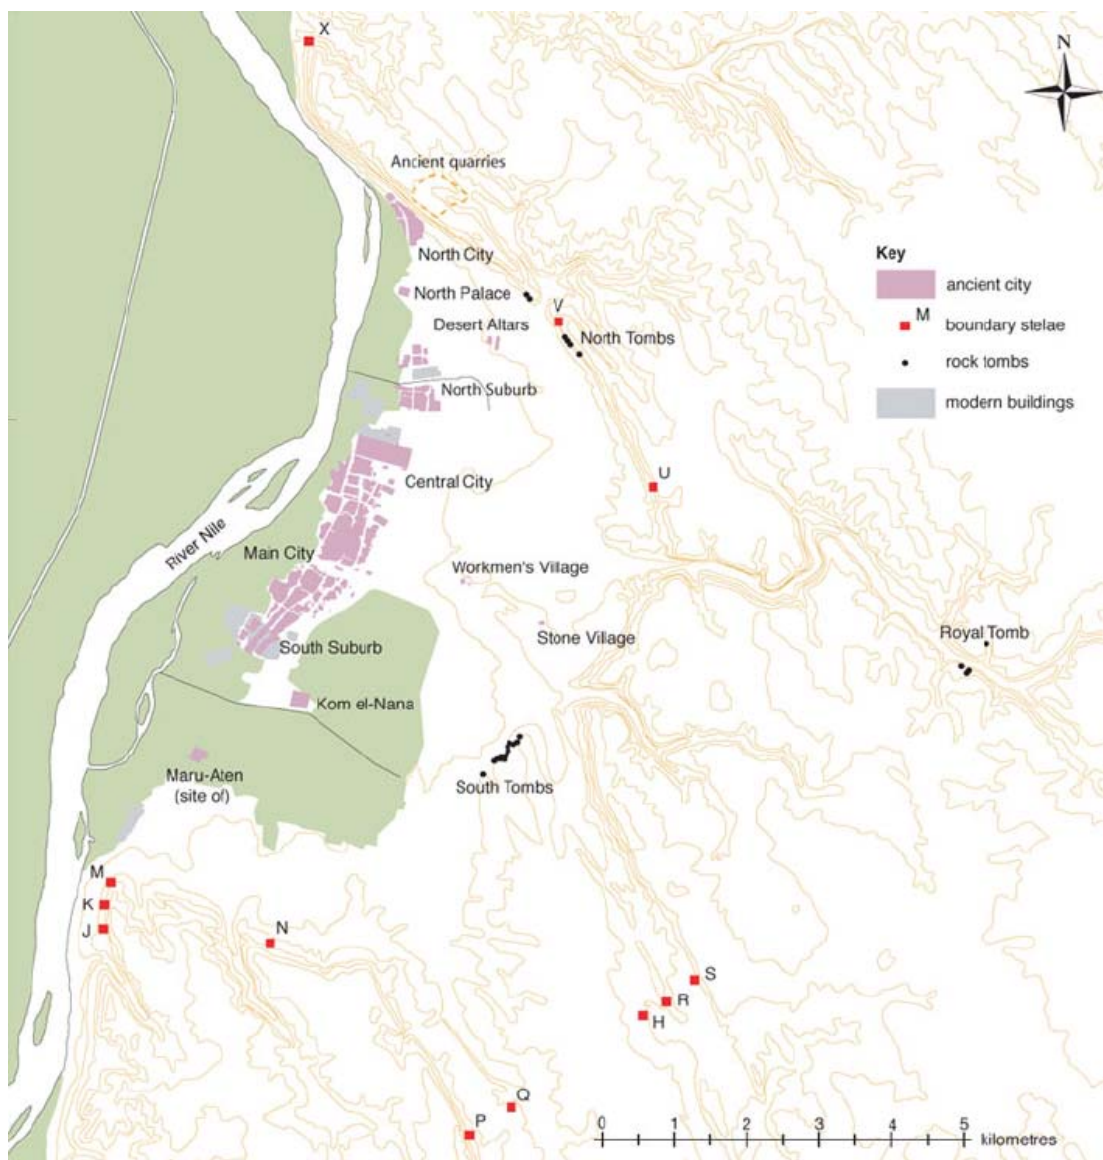 X
N
Ancient quarries
North City
Key
ancient city
North Palace
V
M
boundary stelae
Desert Altars
North Tombs
rock tombs
North Suburb
modern buildings
U
Central City
River Nile
Main City
Workmen's Village
Stone Village
Royal Tomb
South Suburb
Kom el-Nana
Maru-Aten
(site of)
South Tombs
M
K
J
N
S
R
H
Q
P
0 1 2 3 4 5
kilometres